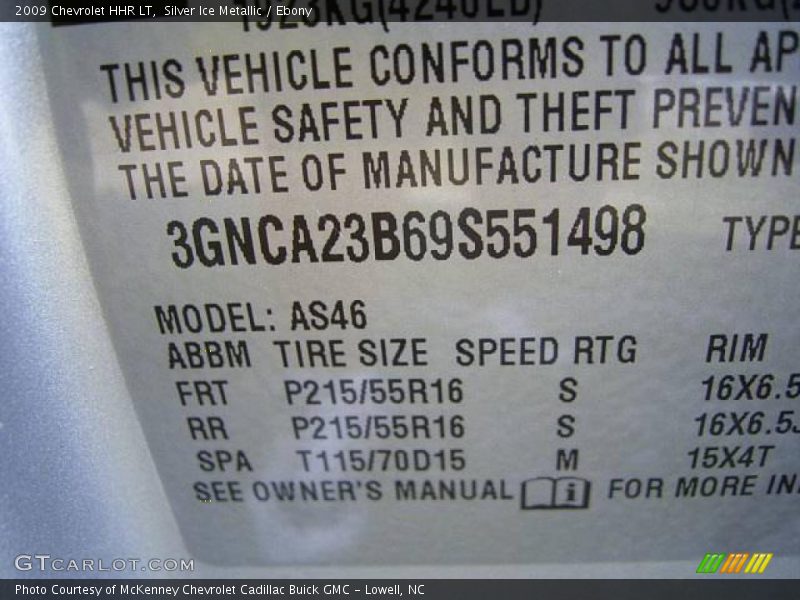 2009 Chevrolet HHR LT, Silver Ice Metallic / Ebony
THIS VEHICLE CONFORMS TO ALL AP
VEHICLE SAFETY AND THEFT PREVEN
THE DATE OF MANUFACTURE SHOWN
3GNCA23B69S551498 TYPE
MODEL: AS46
ABBM TIRE SIZE SPEED RTG RIM
FRT P215/55R16 S 16X6.5
RR P215/55R16 S 16X6.5J
SPA T115/70D15 M 15X4T
SEE OWNER'S MANUAL i FOR MORE IN
GTCARLOT.COM
Photo Courtesy of McKenney Chevrolet Cadillac Buick GMC - Lowell, NC